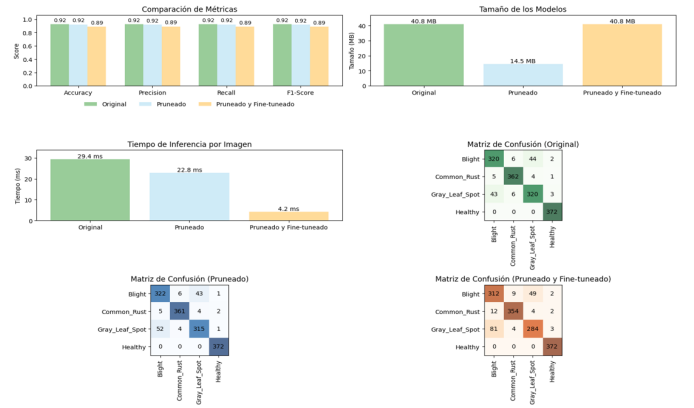 Comparación de Métricas
1.0
0.8
0.6
0.4
0.2
0.0
Score
0.92 0.92 0.89
0.92 0.92 0.89
0.92 0.92 0.89
0.92 0.92 0.89
Accuracy Precision Recall F1-Score
Original Pruneado Pruneado y Fine-tuneado
Tamaño de los Modelos
40
30
20
10
0
Tamaño (MB)
40.8 MB 14.5 MB 40.8 MB
Original Pruneado Pruneado y Fine-tuneado
Tiempo de Inferencia por Imagen
30
20
10
0
Tiempo (ms)
29.4 ms
22.8 ms
4.2 ms
Original Pruneado Pruneado y Fine-tuneado
Matriz de Confusión (Original)
Blight 320 6 44 2
Common_Rust 5 362 4 1
Gray_Leaf_Spot 43 6 320 3
Healthy 0 0 0 372
Blight Common_Rust Gray_Leaf_Spot Healthy
Matriz de Confusión (Pruneado)
Blight 322 6 43 1
Common_Rust 5 361 4 2
Gray_Leaf_Spot 52 4 315 1
Healthy 0 0 0 372
Blight Common_Rust Gray_Leaf_Spot Healthy
Matriz de Confusión (Pruneado y Fine-tuneado)
Blight 312 9 49 2
Common_Rust 12 354 4 2
Gray_Leaf_Spot 81 4 284 3
Healthy 0 0 0 372
Blight Common_Rust Gray_Leaf_Spot Healthy